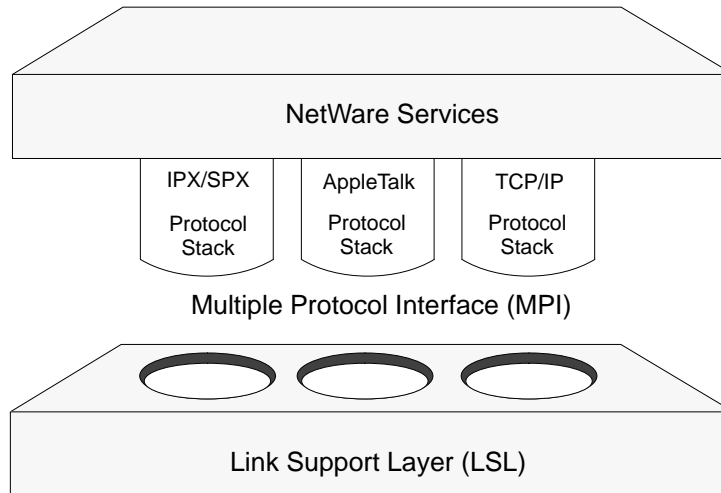 NetWare Services
IPX/SPX
Protocol
Stack
AppleTalk
Protocol
Stack
TCP/IP
Protocol
Stack
Multiple Protocol Interface (MPI)
Link Support Layer (LSL)